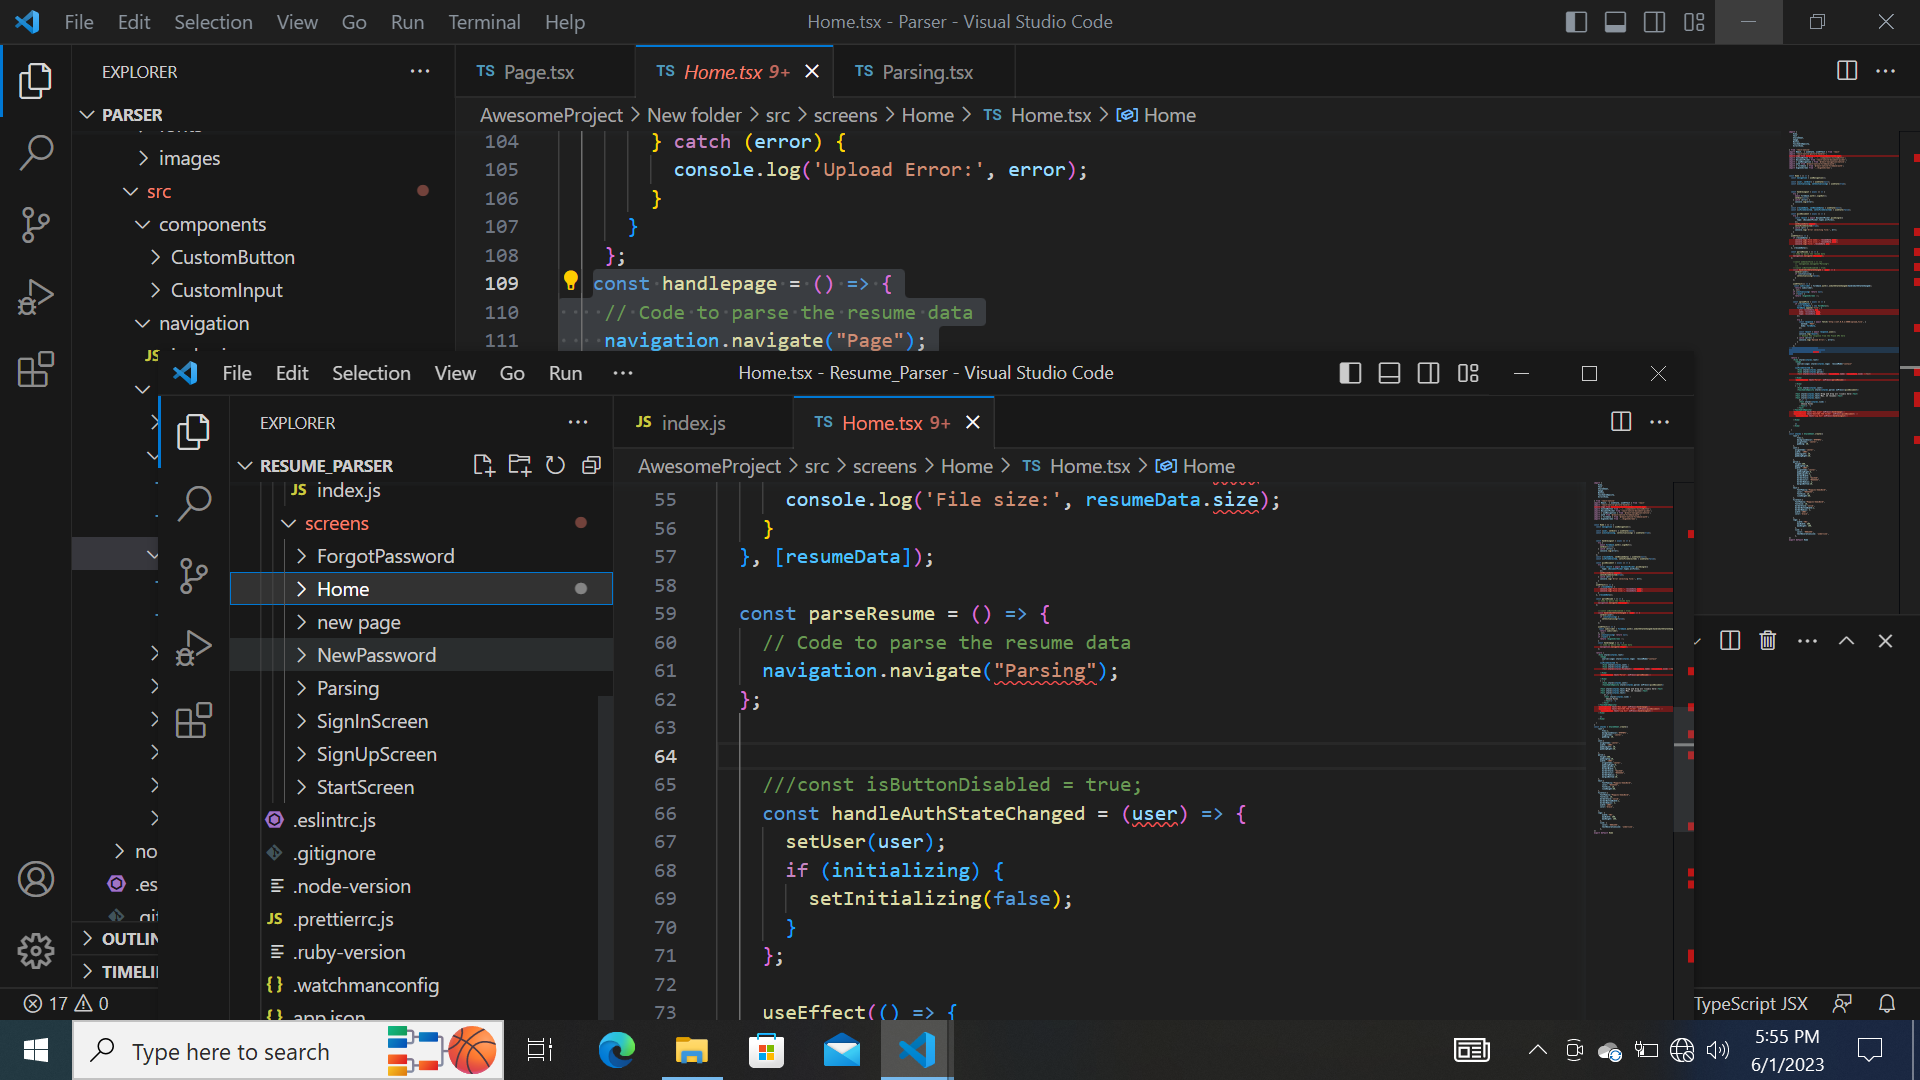 File Edit Selection View Go Run Terminal Help
Home.tsx - Parser - Visual Studio Code
EXPLORER
TS Page.tsx
TS Home.tsx 9+
TS Parsing.tsx
PARSER
AwesomeProject > New folder > src > screens > Home > TS Home.tsx > Home
images
src
components
CustomButton
CustomInput
navigation
JS
104 } catch (error) {
105 console.log('Upload Error:', error);
106 }
107 }
108 };
109 const handlepage = () => {
110 // Code to parse the resume data
111 navigation.navigate("Page");
File Edit Selection View Go Run
Home.tsx - Resume_Parser - Visual Studio Code
EXPLORER
JS index.js
TS Home.tsx 9+
RESUME_PARSER
AwesomeProject > src > screens > Home > TS Home.tsx > Home
JS index.js
screens
ForgotPassword
Home
new page
NewPassword
Parsing
SignInScreen
SignUpScreen
StartScreen
.eslintrc.js
.gitignore
.node-version
JS .prettierrc.js
.ruby-version
{} .watchmanconfig
{} app.json
55 console.log('File size:', resumeData.size);
56 }
57 }, [resumeData]);
58
59 const parseResume = () => {
60 // Code to parse the resume data
61 navigation.navigate("Parsing");
62 };
63
64
65 ///const isButtonDisabled = true;
66 const handleAuthStateChanged = (user) => {
67 setUser(user);
68 if (initializing) {
69 setInitializing(false);
70 }
71 };
72
73 useEffect(() => {
no
.es
.git
OUTLIN
TIMELI
17 0
TypeScript JSX
Type here to search
5:55 PM
6/1/2023